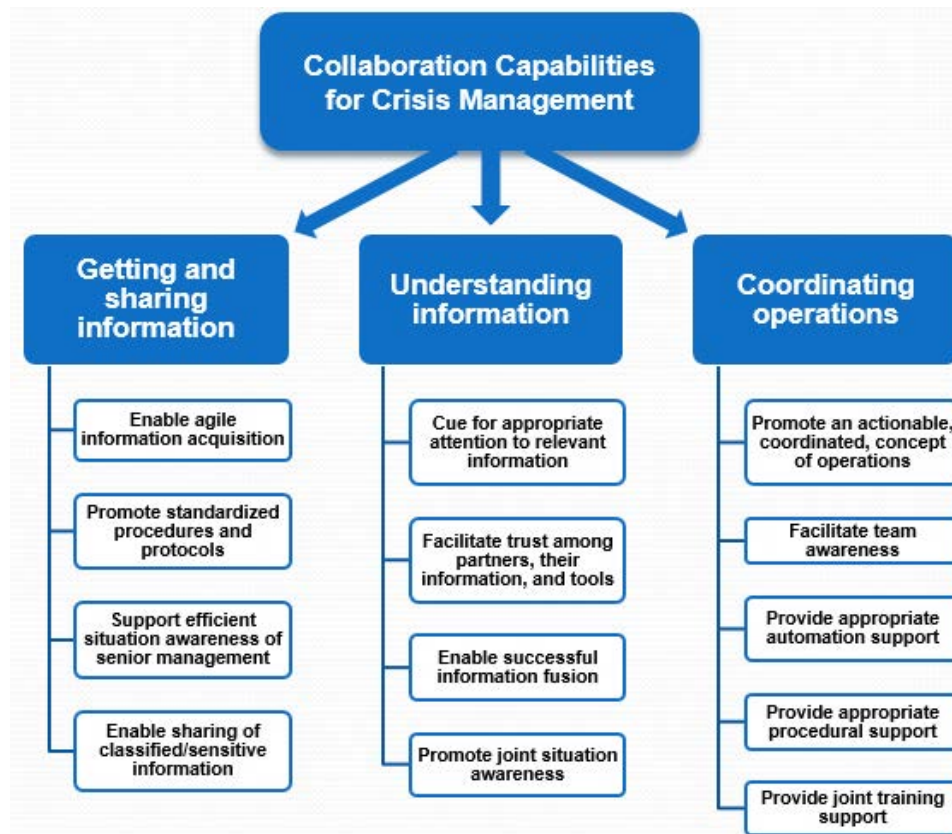 Collaboration Capabilities
for Crisis Management
Getting and
sharing
information
Enable agile
information acquisition
Promote standardized
procedures and
protocols
Support efficient
situation awareness of
senior management
Enable sharing of
classified/sensitive
information
Understanding
information
Cue for appropriate
attention to relevant
information
Facilitate trust among
partners, their
information, and tools
Enable successful
information fusion
Promote joint situation
awareness
Coordinating
operations
Promote an actionable,
coordinated, concept
of operations
Facilitate team
awareness
Provide appropriate
automation support
Provide appropriate
procedural support
Provide joint training
support